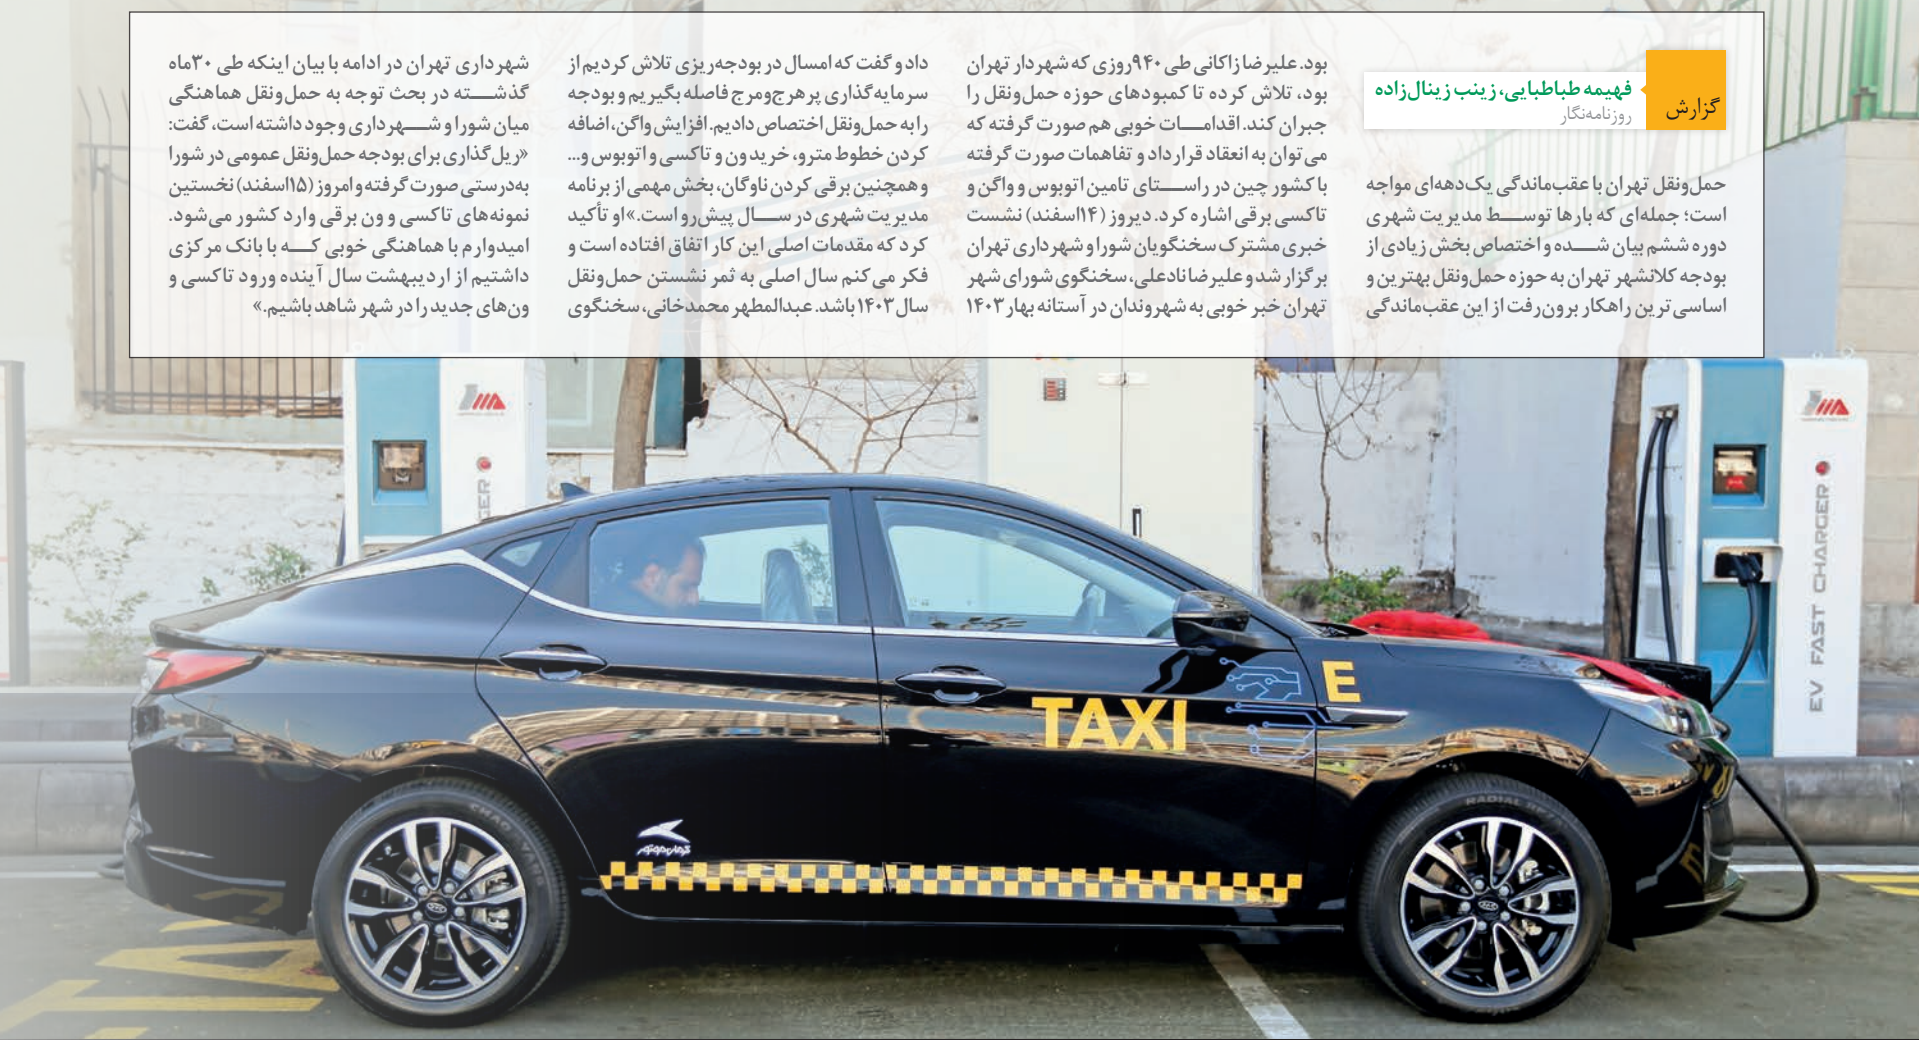 گزارش
فهیمه طباطبایی، زینب زینال‌زاده
روزنامه‌نگار
حمل‌ونقل تهران با عقب‌ماندگی یک‌دهه‌ای مواجه
است؛ جمله‌ای که بارها توسط مدیریت شهری
دوره ششم بیان شده و اختصاص بخش زیادی از
بودجه کلانشهر تهران به حوزه حمل‌ونقل بهترین و
اساسی‌ترین راهکار برون‌رفت از این عقب‌ماندگی
بود. علیرضا زاکانی طی ۹۴۰روزی که شهردار تهران
بود، تلاش کرده تا کمبودهای حوزه حمل‌ونقل را
جبران کند. اقدامات خوبی هم صورت گرفته که
می‌توان به انعقاد قرارداد و تفاهمات صورت گرفته
با کشور چین در راستای تامین اتوبوس و واگن و
تاکسی برقی اشاره کرد. دیروز (۱۴اسفند) نشست
خبری مشترک سخنگویان شورا و شهرداری تهران
برگزار شد و علیرضا نادعلی، سخنگوی شورای شهر
تهران خبر خوبی به شهروندان در آستانه بهار ۱۴۰۳
داد و گفت که امسال در بودجه‌ریزی تلاش کردیم از
سرمایه‌گذاری پرهرج‌ومرج فاصله بگیریم و بودجه
را به حمل‌ونقل اختصاص دادیم. افزایش واگن، اضافه
کردن خطوط مترو، خرید ون و تاکسی و اتوبوس و...
و همچنین برقی کردن ناوگان، بخش مهمی از برنامه
مدیریت شهری در سال پیش‌رو است.» او تأکید
کرد که مقدمات اصلی این کار اتفاق افتاده است و
فکر می‌کنم سال اصلی به ثمر نشستن حمل‌ونقل
سال ۱۴۰۳ باشد. عبدالمطهر محمدخانی، سخنگوی
شهرداری تهران در ادامه با بیان اینکه طی ۳۰ماه
گذشته در بحث توجه به حمل‌ونقل هماهنگی
میان شورا و شهرداری وجود داشته است، گفت:
«ریل‌گذاری برای بودجه حمل‌ونقل عمومی در شورا
به‌درستی صورت گرفته و امروز (۱۵اسفند) نخستین
نمونه‌های تاکسی و ون برقی وارد کشور می‌شود.
امیدوارم با هماهنگی خوبی که با بانک مرکزی
داشتیم از اردیبهشت سال آینده ورود تاکسی و
ون‌های جدید را در شهر شاهد باشیم.»
GER
EV FAST CHARGER
E
TAXI
کرمان‌موتور
CHAO YANG
RADIAL
TA